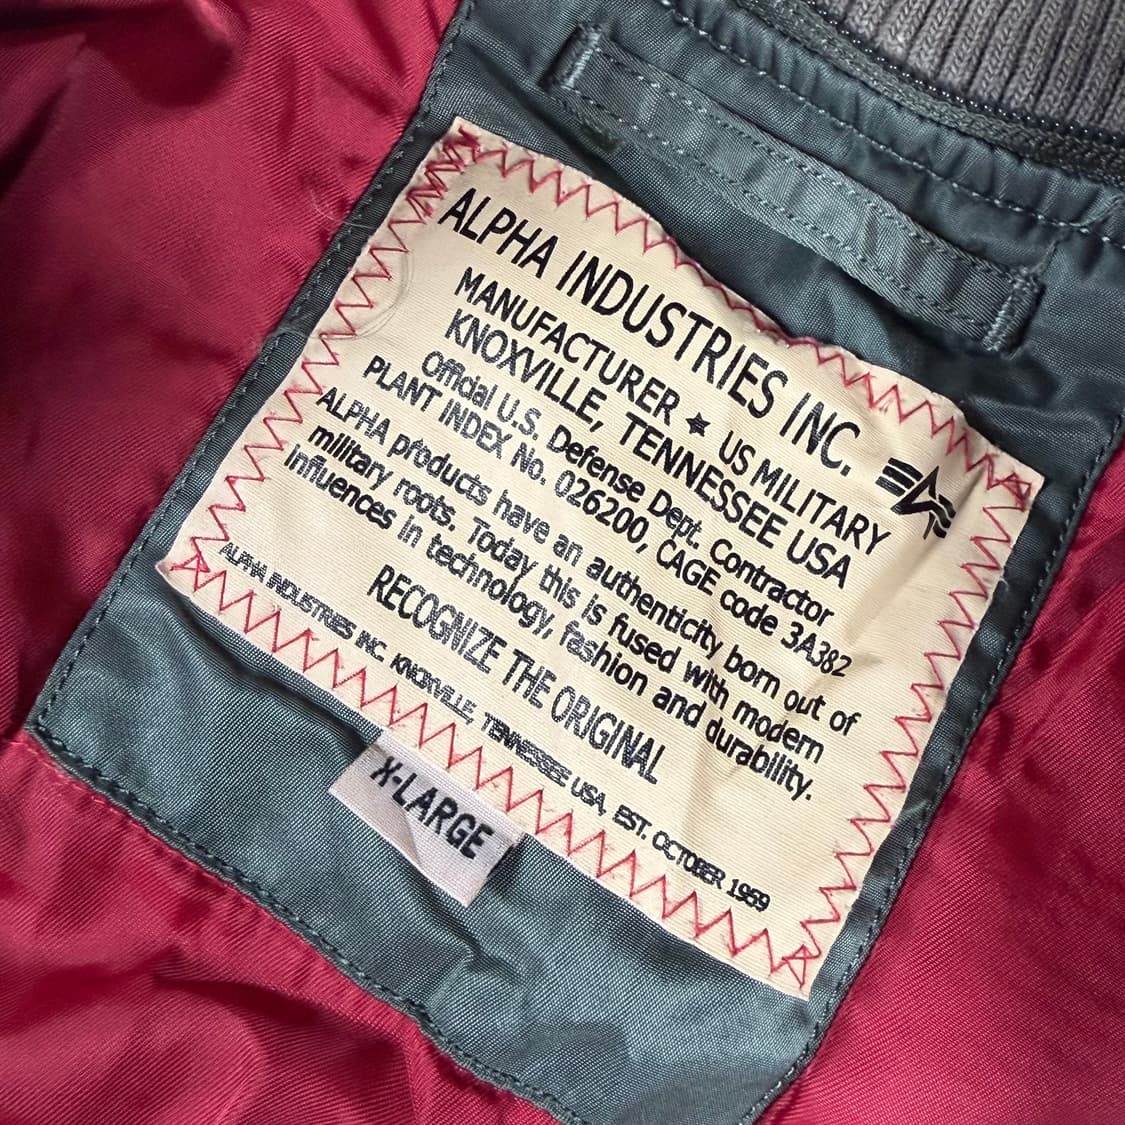 ALPHA INDUSTRIES INC.
MANUFACTURER ★ US MILITARY
KNOXVILLE, TENNESSEE USA
Official U.S. Defense Dept. Contractor
PLANT INDEX No. 026200, CAGE code 3A382
ALPHA products have an authenticity born out of
military roots. Today this is fused with modern
influences in technology, fashion and durability.
RECOGNIZE THE ORIGINAL
ALPHA INDUSTRIES INC. KNOXVILLE, TENNESSEE USA, EST. OCTOBER 1959
X-LARGE